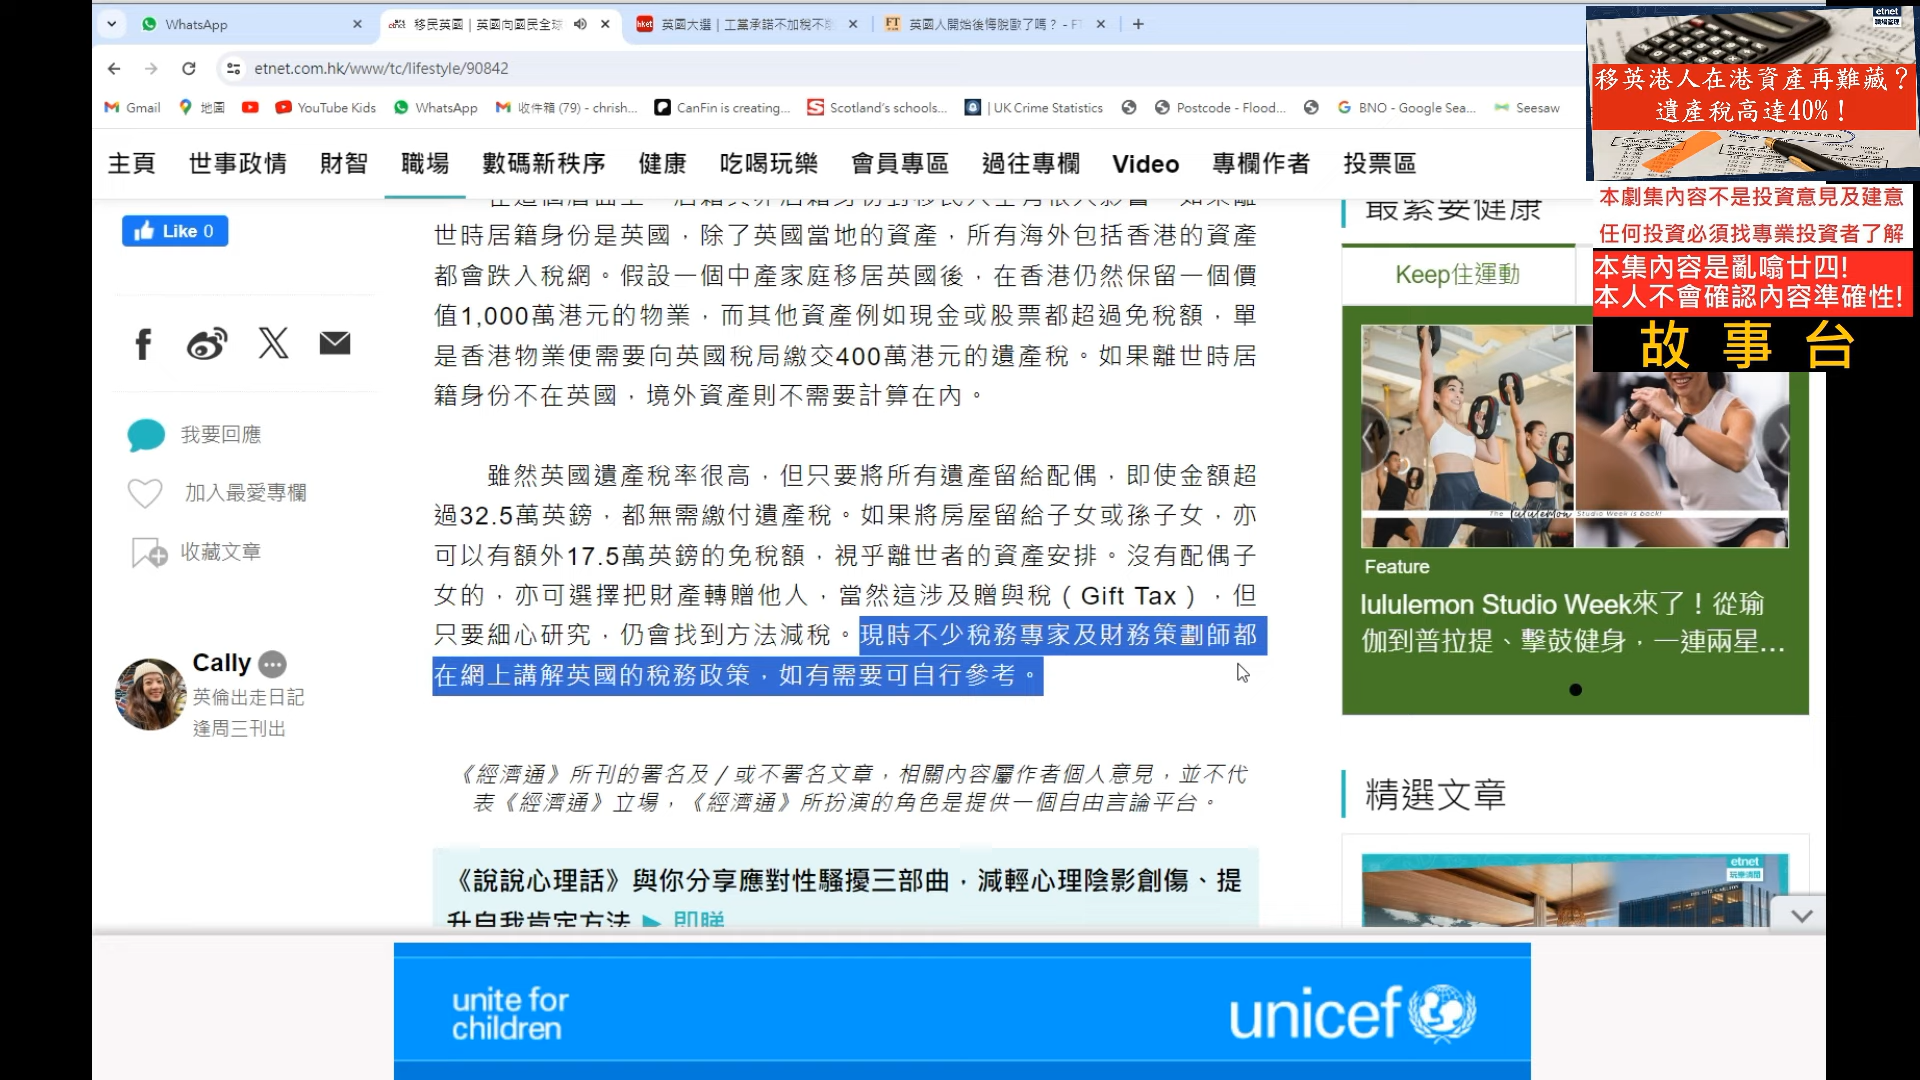 WhatsApp
移民英國｜英國向國民全球
英國大選｜工黨承諾不加稅不
英國人開始後悔脫歐了嗎？ - F
etnet.com.hk/www/tc/lifestyle/90842
Gmail
地圖
YouTube Kids
WhatsApp
收件箱 (79) - chrish...
CanFin is creating...
Scotland's schools...
| UK Crime Statistics
Postcode - Flood...
BNO - Google Sea...
Seesaw
主頁 世事政情 財智 職場 數碼新秩序 健康 吃喝玩樂 會員專區 過往專欄 Video 專欄作者 投票區
Like 0
我要回應
加入最愛專欄
收藏文章
Cally
英倫出走日記
逢周三刊出
世時居籍身份是英國，除了英國當地的資產，所有海外包括香港的資產
都會跌入稅網。假設一個中產家庭移居英國後，在香港仍然保留一個價
值1,000萬港元的物業，而其他資產例如現金或股票都超過免稅額，單
是香港物業便需要向英國稅局繳交400萬港元的遺產稅。如果離世時居
籍身份不在英國，境外資產則不需要計算在內。
雖然英國遺產稅率很高，但只要將所有遺產留給配偶，即使金額超
過32.5萬英鎊，都無需繳付遺產稅。如果將房屋留給子女或孫子女，亦
可以有額外17.5萬英鎊的免稅額，視乎離世者的資產安排。沒有配偶子
女的，亦可選擇把財產轉贈他人，當然這涉及贈與稅（Gift Tax），但
只要細心研究，仍會找到方法減稅。現時不少稅務專家及財務策劃師都
在網上講解英國的稅務政策，如有需要可自行參考。
《經濟通》所刊的署名及／或不署名文章，相關內容屬作者個人意見，並不代
表《經濟通》立場，《經濟通》所扮演的角色是提供一個自由言論平台。
《說說心理話》與你分享應對性騷擾三部曲，減輕心理陰影創傷、提
升自我肯定方法 ▶ 即睇
最緊要健康
Keep住運動
The lululemon Studio Week is back!
Feature
lululemon Studio Week來了！從瑜
伽到普拉提、擊鼓健身，一連兩星...
精選文章
etnet
玩樂消閒
etnet
職場管理
移英港人在港資產再難藏？
遺產稅高達40%！
本劇集內容不是投資意見及建意
任何投資必須找專業投資者了解
本集內容是亂噏廿四!
本人不會確認內容準確性!
故事台
unite for
children
unicef